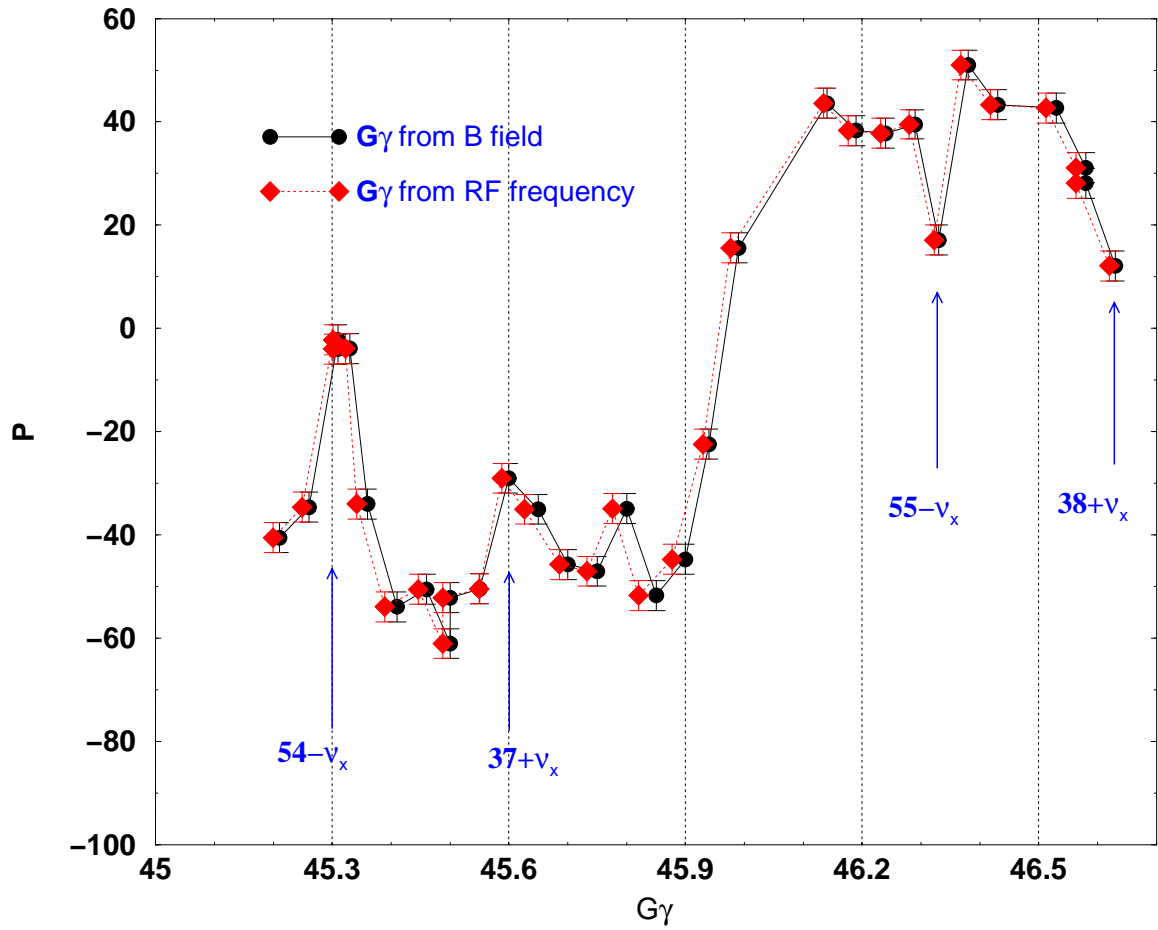 60
40
20
0
−20
−40
−60
−80
−100
P
Gγ from B field
Gγ from RF frequency
55−νx
38+νx
54−νx
37+νx
45
45.3
45.6
45.9
46.2
46.5
Gγ